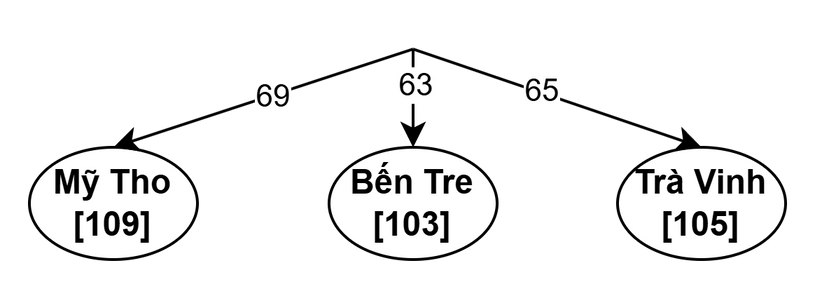 69
63
65
Mỹ Tho
[109]
Bến Tre
[103]
Trà Vinh
[105]